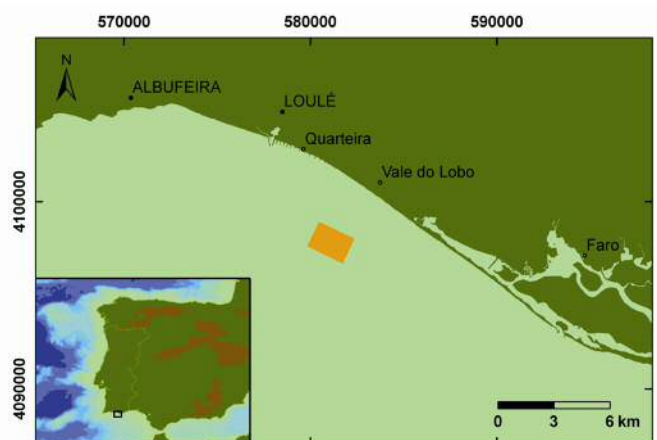 570000 580000 590000
N
ALBUFEIRA
LOULÉ
Quarteira
Vale do Lobo
4100000
Faro
4090000
0 3 6 km